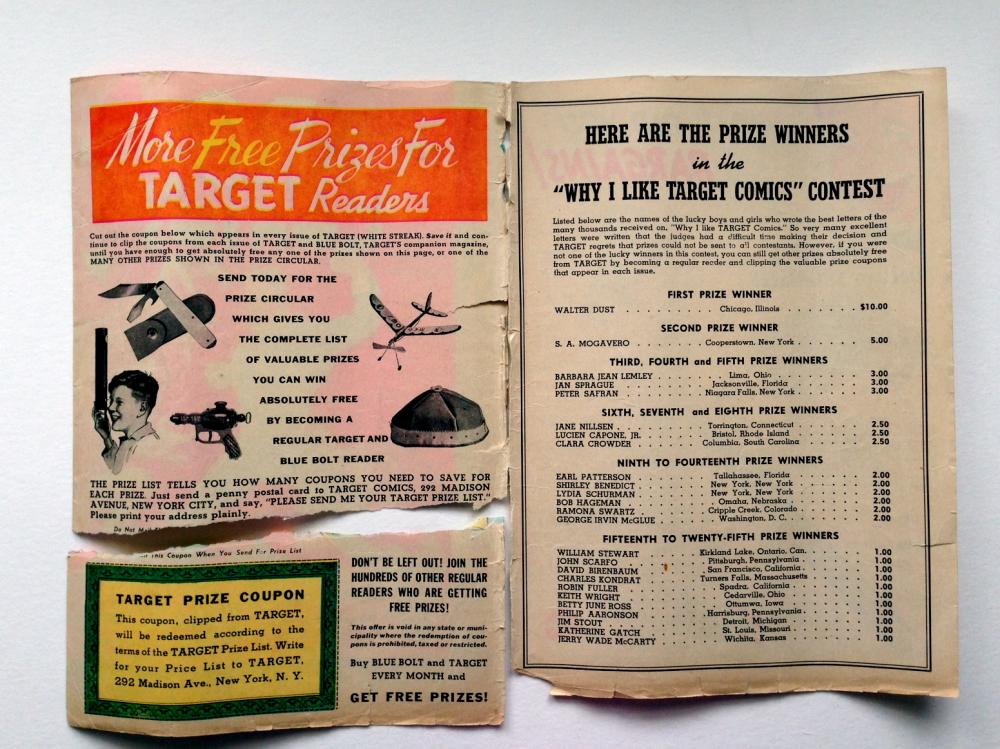 More Free Prizes For
TARGET Readers
Cut out the coupon below which appears in every issue of TARGET (WHITE STREAK). Save it and con-
tinue to clip the coupons from each issue of TARGET and BLUE BOLT, TARGET'S companion magazine,
until you have enough to get absolutely free any one of the prizes shown on this page, or one of the
MANY OTHER PRIZES SHOWN IN THE PRIZE CIRCULAR.
SEND TODAY FOR THE
PRIZE CIRCULAR
WHICH GIVES YOU
THE COMPLETE LIST
OF VALUABLE PRIZES
YOU CAN WIN
ABSOLUTELY FREE
BY BECOMING A
REGULAR TARGET AND
BLUE BOLT READER
THE PRIZE LIST TELLS YOU HOW MANY COUPONS YOU NEED TO SAVE FOR
EACH PRIZE. Just send a penny postal card to TARGET COMICS, 292 MADISON
AVENUE, NEW YORK CITY, and say, "PLEASE SEND ME YOUR TARGET PRIZE LIST."
Please print your address plainly.
Do Not Mail
this Coupon When You Send For Prize List
TARGET PRIZE COUPON
This coupon, clipped from TARGET,
will be redeemed according to the
terms of the TARGET Prize List. Write
for your Price List to TARGET,
292 Madison Ave., New York, N. Y.
DON'T BE LEFT OUT! JOIN THE
HUNDREDS OF OTHER REGULAR
READERS WHO ARE GETTING
FREE PRIZES!
This offer is void in any state or muni-
cipality where the redemption of cou-
pons is prohibited, taxed or restricted.
Buy BLUE BOLT and TARGET
EVERY MONTH and
GET FREE PRIZES!
HERE ARE THE PRIZE WINNERS
in the
"WHY I LIKE TARGET COMICS" CONTEST
Listed below are the names of the lucky boys and girls who wrote the best letters of the
many thousands received on, "Why I like TARGET Comics." So very many excellent
letters were written that the judges had a difficult time making their decision and
TARGET regrets that prizes could not be sent to all contestants. However, if you were
not one of the lucky winners in this contest, you can still get other prizes absolutely free
from TARGET by becoming a regular reader and clipping the valuable prize coupons
that appear in each issue.
FIRST PRIZE WINNER
WALTER DUST . . . . . . . . . Chicago, Illinois . . . . . . . . $10.00
SECOND PRIZE WINNER
S. A. MOGAVERO . . . . . . . Cooperstown, New York . . . . . . 5.00
THIRD, FOURTH and FIFTH PRIZE WINNERS
BARBARA JEAN LEMLEY . . . . . . Lima, Ohio . . . . . . . . 3.00
JAN SPRAGUE . . . . . . . . Jacksonville, Florida . . . . . . . 3.00
PETER SAFRAN . . . . . . . Niagara Falls, New York . . . . . . 3.00
SIXTH, SEVENTH and EIGHTH PRIZE WINNERS
JANE NILLSEN . . . . . . . Torrington, Connecticut . . . . . . 2.50
LUCIEN CAPONE, JR. . . . . . . Bristol, Rhode Island . . . . . . 2.50
CLARA CROWDER . . . . . . Columbia, South Carolina . . . . . . 2.50
NINTH TO FOURTEENTH PRIZE WINNERS
EARL PATTERSON . . . . . . . Tallahassee, Florida . . . . . . . 2.00
SHIRLEY BENEDICT . . . . . . New York, New York . . . . . . . 2.00
LYDIA SCHURMAN . . . . . . New York, New York . . . . . . . 2.00
BOB HAGEMAN . . . . . . . Omaha, Nebraska . . . . . . . . 2.00
RAMONA SWARTZ . . . . . . Cripple Creek, Colorado . . . . . . 2.00
GEORGE IRVIN McGLUE . . . . . Washington, D. C. . . . . . . . 2.00
FIFTEENTH TO TWENTY-FIFTH PRIZE WINNERS
WILLIAM STEWART . . . . . Kirkland Lake, Ontario, Can. . . . . . 1.00
JOHN SCARFO . . . . . . . Pittsburgh, Pennsylvania . . . . . . 1.00
DAVID BIRENBAUM . . . . . San Francisco, California . . . . . . 1.00
CHARLES KONDRAT . . . . . Turners Falls, Massachusetts . . . . . 1.00
ROBIN FULLER . . . . . . . Spadra, California . . . . . . . 1.00
KEITH WRIGHT . . . . . . . Cedarville, Ohio . . . . . . . . 1.00
BETTY JUNE ROSS . . . . . . Ottumwa, Iowa . . . . . . . . 1.00
PHILIP AARONSON . . . . . Harrisburg, Pennsylvania . . . . . . 1.00
JIM STOUT . . . . . . . . Detroit, Michigan . . . . . . . 1.00
KATHERINE GATCH . . . . . St. Louis, Missouri . . . . . . . 1.00
JERRY WADE McCARTY . . . . . Wichita, Kansas . . . . . . . 1.00